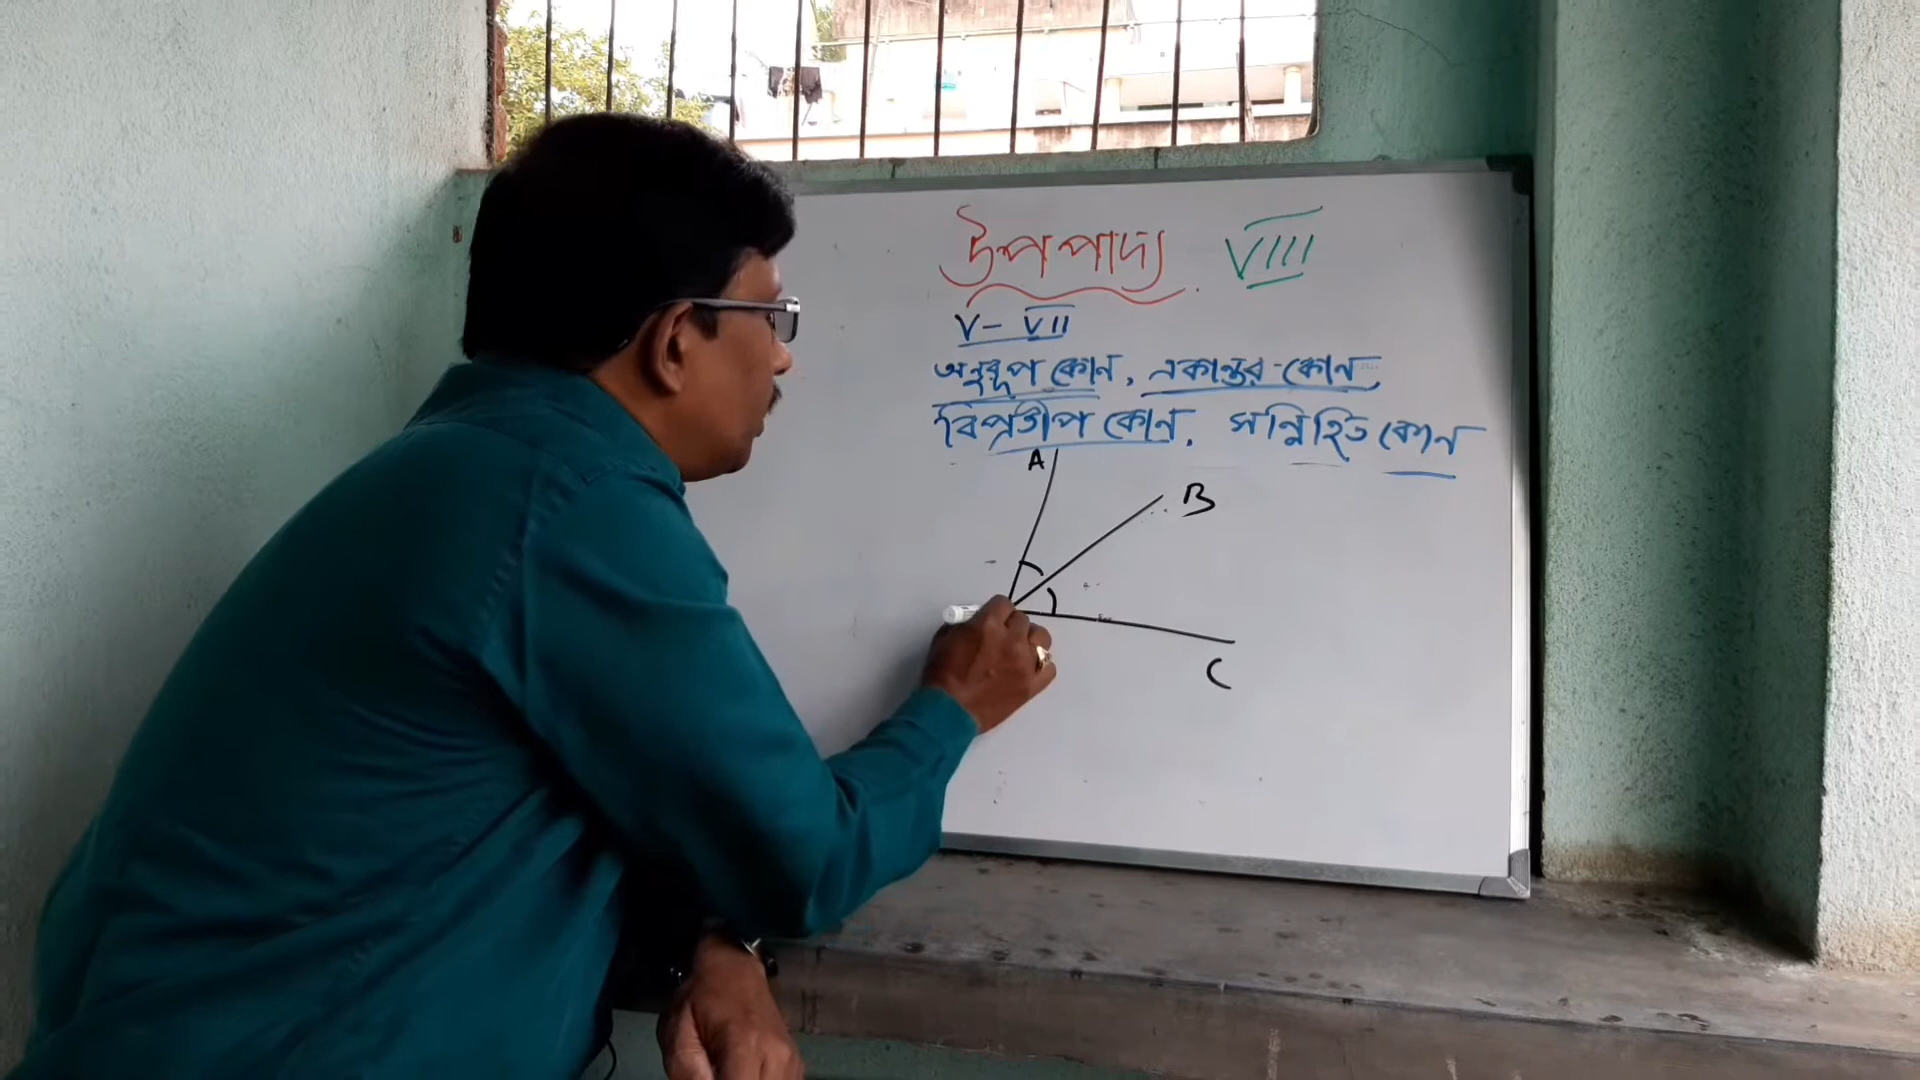 উপপাদ্য. VIII
V - VII
অনুরূপ কোন, একান্তর-কোন,
বিপ্রতীপ কোন, সন্নিহিত কোন
A
B
C